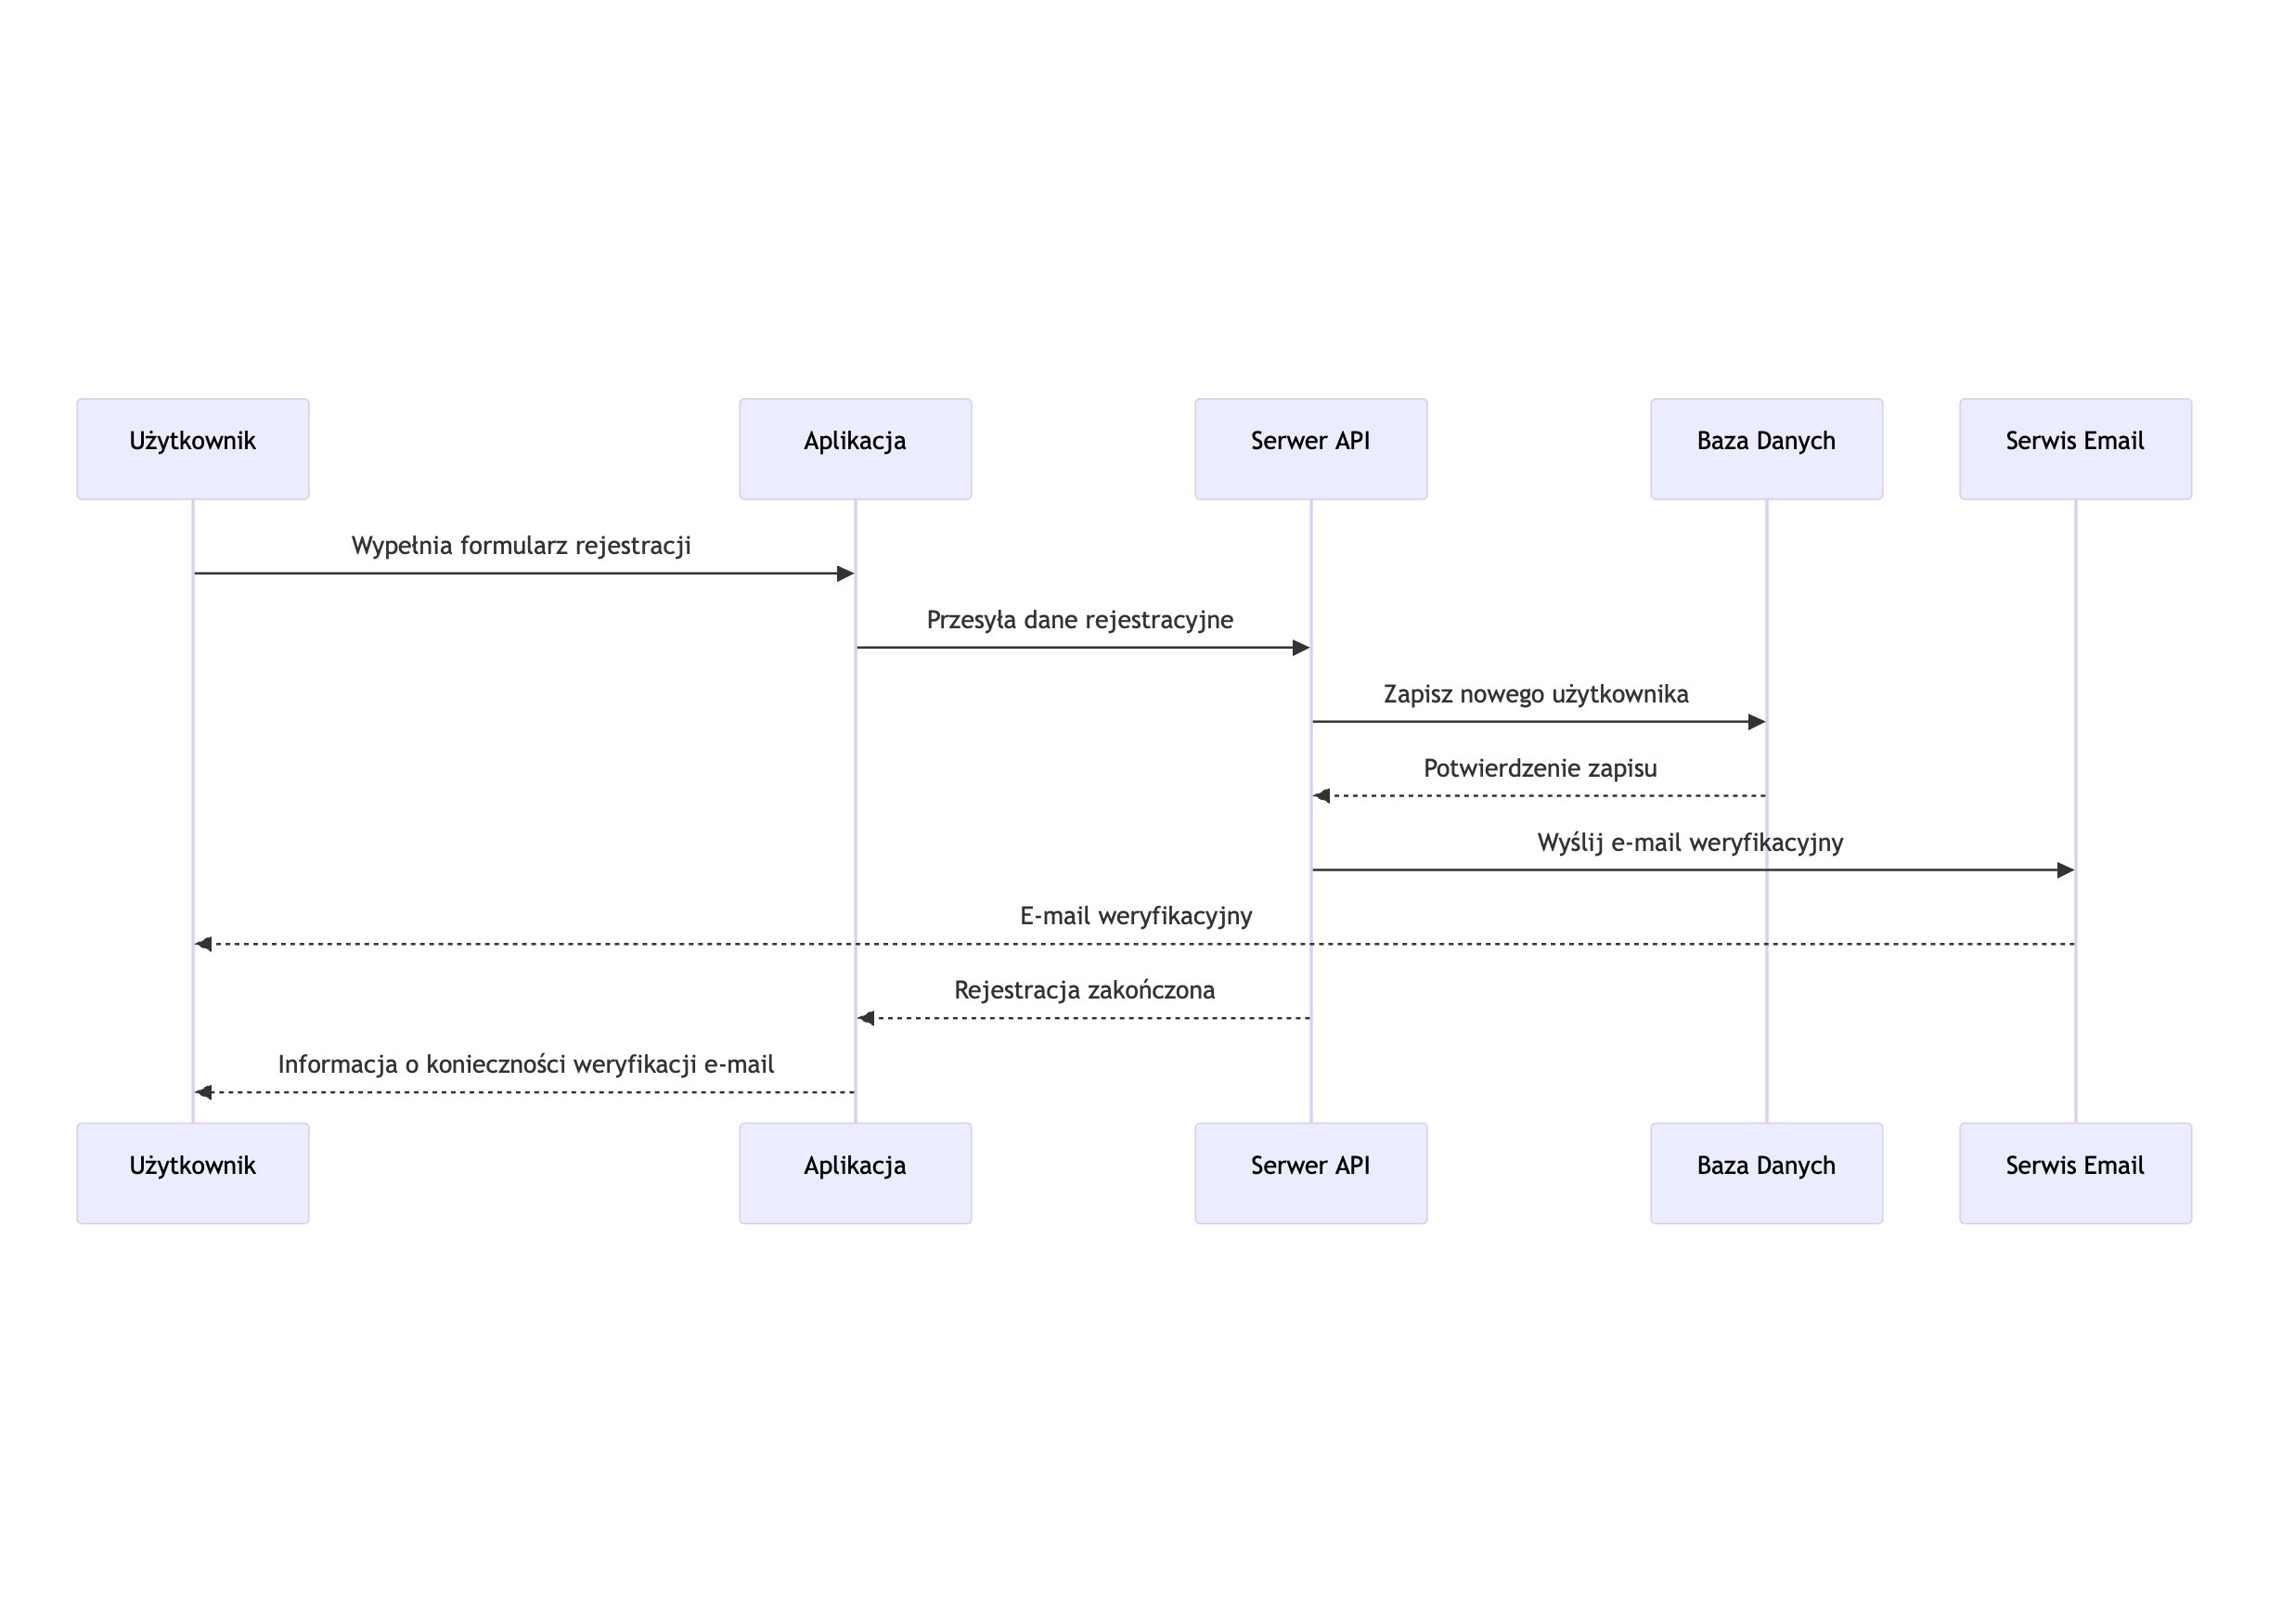 Użytkownik
Aplikacja
Serwer API
Baza Danych
Serwis Email
Wypełnia formularz rejestracji
Przesyła dane rejestracyjne
Zapisz nowego użytkownika
Potwierdzenie zapisu
Wyślij e-mail weryfikacyjny
E-mail weryfikacyjny
Rejestracja zakończona
Informacja o konieczności weryfikacji e-mail
Użytkownik
Aplikacja
Serwer API
Baza Danych
Serwis Email